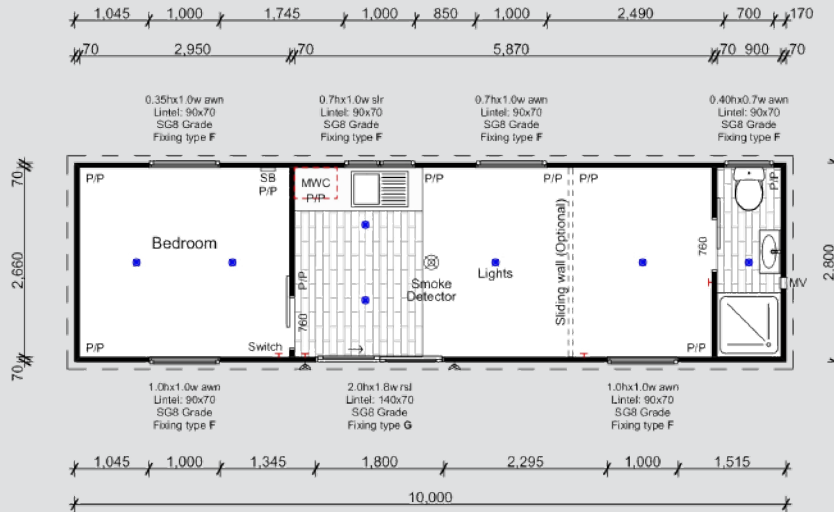 1,045 1,000 1,745 1,000 850 1,000 2,490 700 170
70 2,950 70 5,870 70 900 70
0.35hx1.0w awn
Lintel: 90x70
SG8 Grade
Fixing type F
0.7hx1.0w slr
Lintel: 90x70
SG8 Grade
Fixing type F
0.7hx1.0w awn
Lintel: 90x70
SG8 Grade
Fixing type F
0.40hx0.7w awn
Lintel: 90x70
SG8 Grade
Fixing type F
70
2,660
70
P/P
SB
P/P
MWC
P/P
P/P
P/P
P/P
P/P
Bedroom
Sliding wall (Optional)
760
2,800
Smoke
Detector
Lights
P/P
MV
760
P/P
Switch
P/P
1.0hx1.0w awn
Lintel: 90x70
SG8 Grade
Fixing type F
2.0hx1.8w rsl
Lintel: 140x70
SG8 Grade
Fixing type G
1.0hx1.0w awn
Lintel: 90x70
SG8 Grade
Fixing type F
1,045 1,000 1,345 1,800 2,295 1,000 1,515
10,000